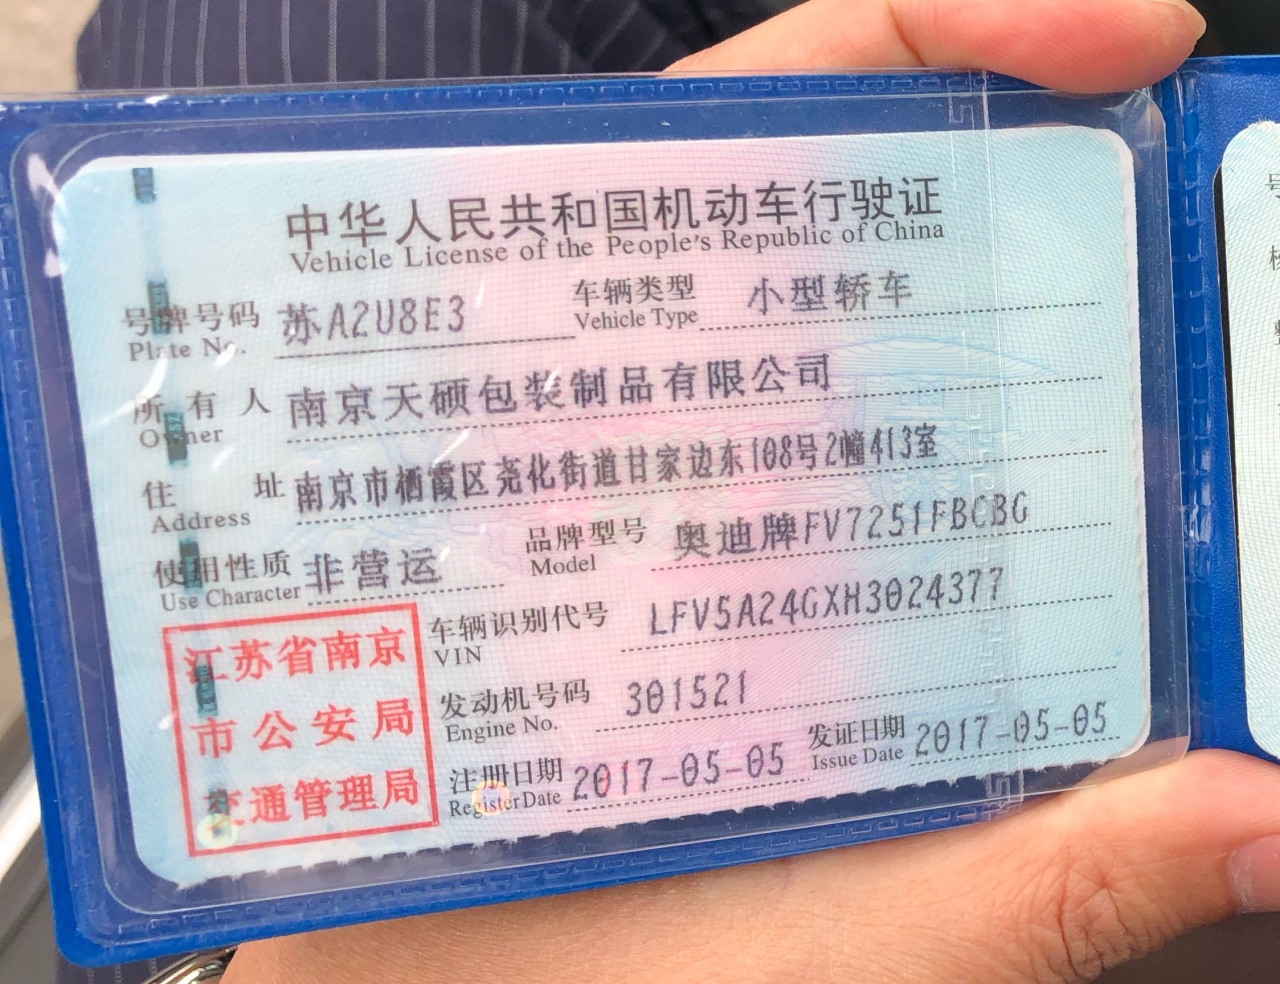 中华人民共和国机动车行驶证
Vehicle License of the People's Republic of China
号牌号码 苏A2U8E3 车辆类型 小型轿车
Plate No. Vehicle Type
所有人 南京天硕包装制品有限公司
Owner
住址 南京市栖霞区尧化街道甘家边东108号2幢413室
Address
使用性质 非营运 品牌型号 奥迪牌FV7251FBCBG
Use Character Model
江苏省南京
市公安局
交通管理局
车辆识别代号 LFV5A24GXH3024377
VIN
发动机号码 301521
Engine No.
注册日期 2017-05-05 发证日期 2017-05-05
Register Date Issue Date
号